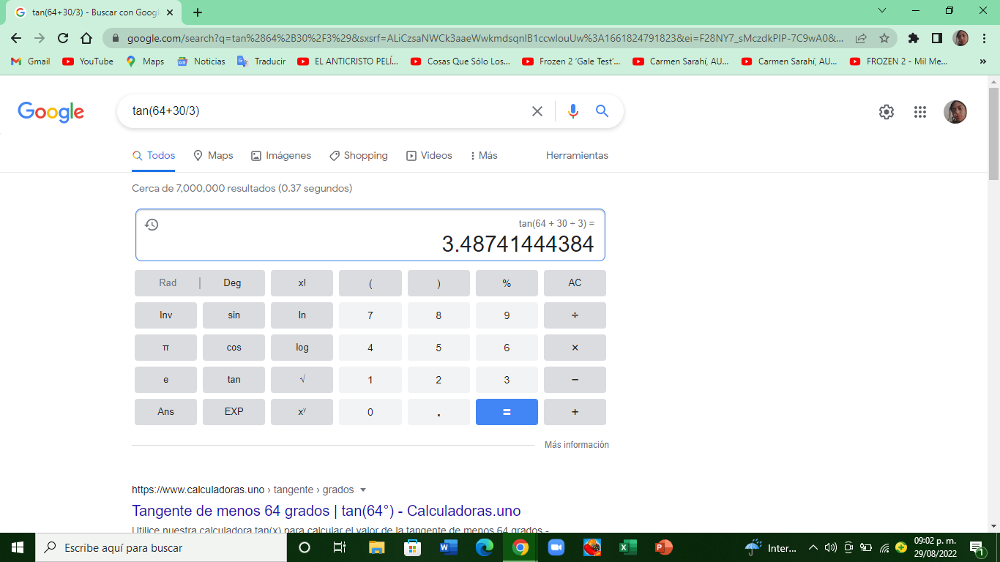 tan(64+30/3) - Buscar con Googl
google.com/search?q=tan%2864%2B30%2F3%29&sxsrf=ALiCzsaNWCk3aaeWwkmdsqnIB1ccwIouUw%3A1661824791823&ei=F28NY7_sMczdkPIP-7C9wA0&...
Gmail YouTube Maps Noticias Traducir EL ANTICRISTO PELÍ... Cosas Que Sólo Los... Frozen 2 ‘Gale Test’... Carmen Sarahí, AU... Carmen Sarahí, AU... FROZEN 2 - Mil Me... »
Google tan(64+30/3)
Todos Maps Imágenes Shopping Videos Más Herramientas
Cerca de 7,000,000 resultados (0.37 segundos)
tan(64 + 30 ÷ 3) =
3.48741444384
Rad | Deg x! ( ) % AC
Inv sin ln 7 8 9 ÷
π cos log 4 5 6 ×
e tan √ 1 2 3 −
Ans EXP xʸ 0 . = +
Más información
https://www.calculadoras.uno › tangente › grados
Tangente de menos 64 grados | tan(64°) - Calculadoras.uno
Utilice nuestra calculadora tan(x) para calcular el valor de la tangente de menos 64 grados -
Escribe aquí para buscar Inter... 09:02 p. m.
29/08/2022 1